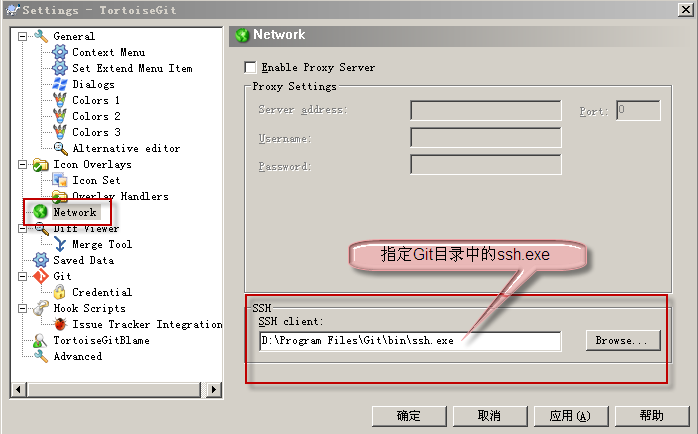 Settings - TortoiseGit
General
Context Menu
Set Extend Menu Item
Dialogs
Colors 1
Colors 2
Colors 3
Alternative editor
Icon Overlays
Icon Set
Overlay Handlers
Network
Diff Viewer
Merge Tool
Saved Data
Git
Credential
Hook Scripts
Issue Tracker Integration
TortoiseGitBlame
Advanced
Network
Enable Proxy Server
Proxy Settings
Server address:
Port: 0
Username:
Password:
指定Git目录中的ssh.exe
SSH
SSH client:
D:\Program Files\Git\bin\ssh.exe
Browse...
确定
取消
应用(A)
帮助